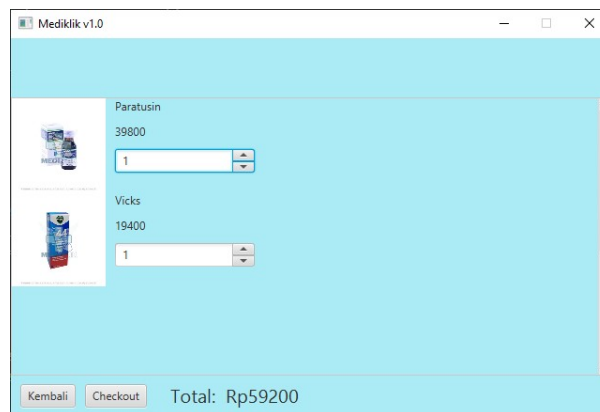 Mediklik v1.0
Paratusin
39800
1
Vicks
19400
1
Kembali
Checkout
Total: Rp59200